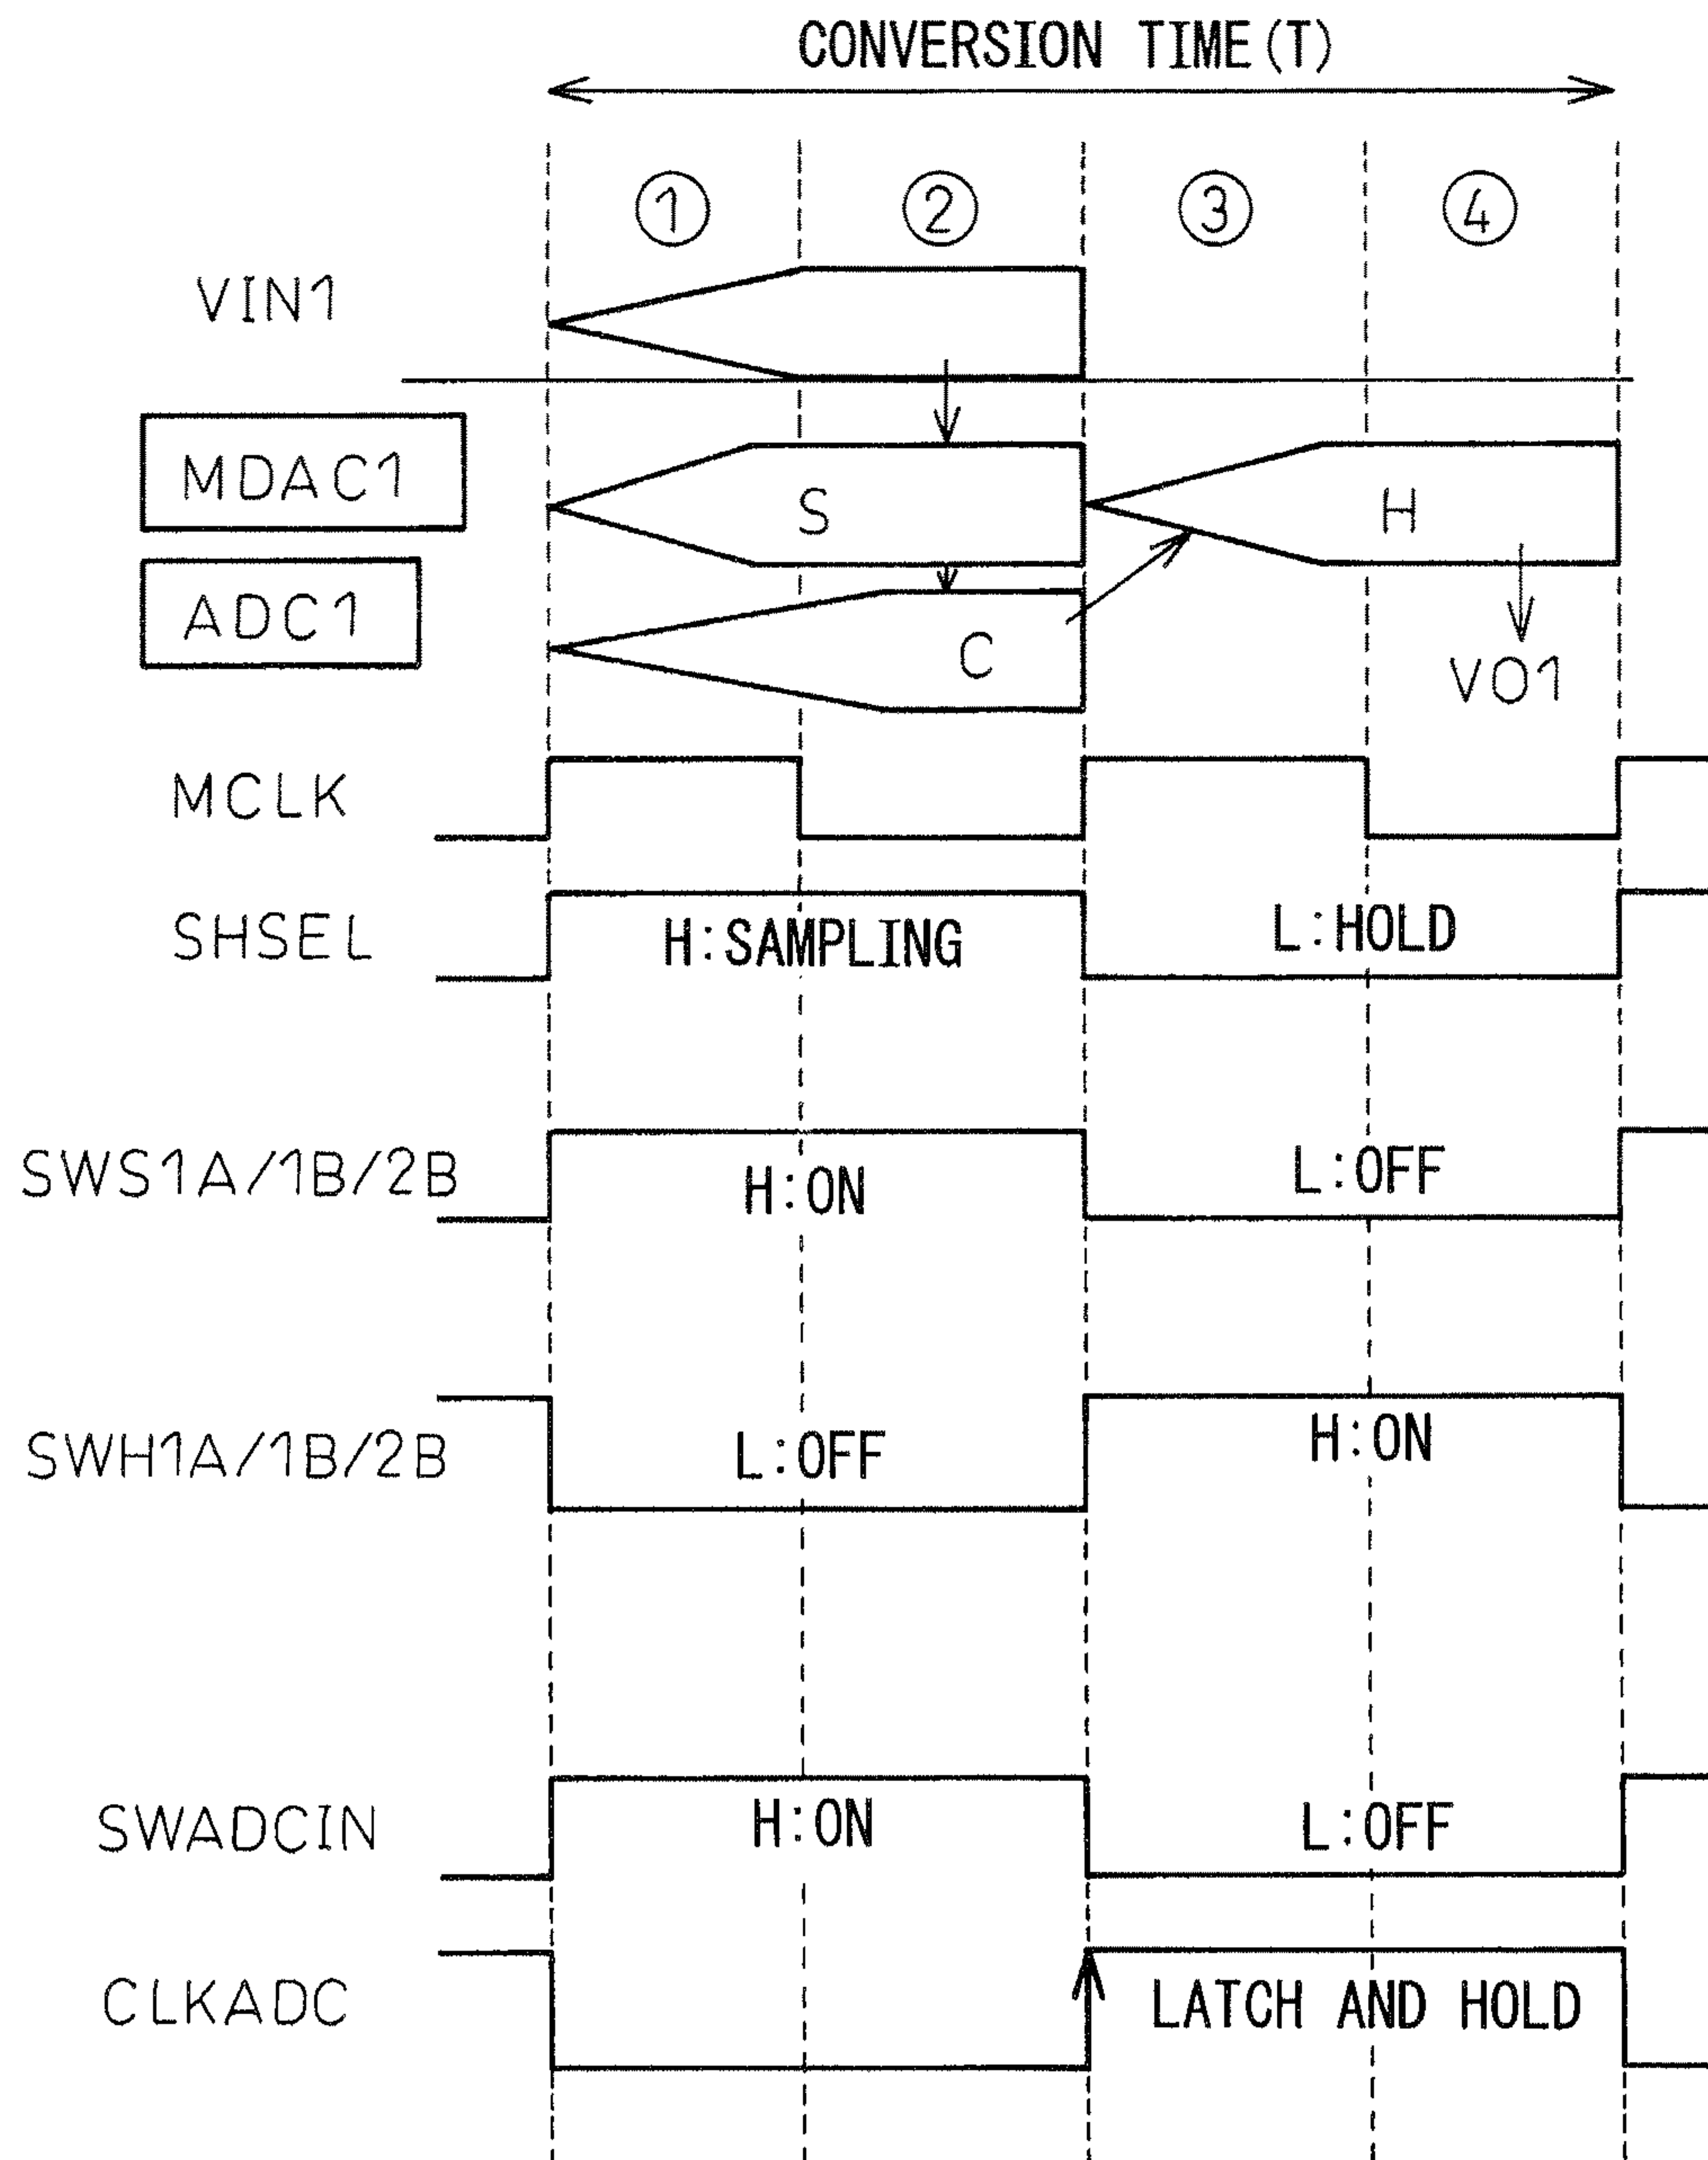 CONVERSION TIME(T)
① ② ③ ④
VIN1
MDAC1 S H
ADC1 C VO1
MCLK
SHSEL H:SAMPLING L:HOLD
SWS1A/1B/2B H:ON L:OFF
SWH1A/1B/2B L:OFF H:ON
SWADCIN H:ON L:OFF
CLKADC LATCH AND HOLD